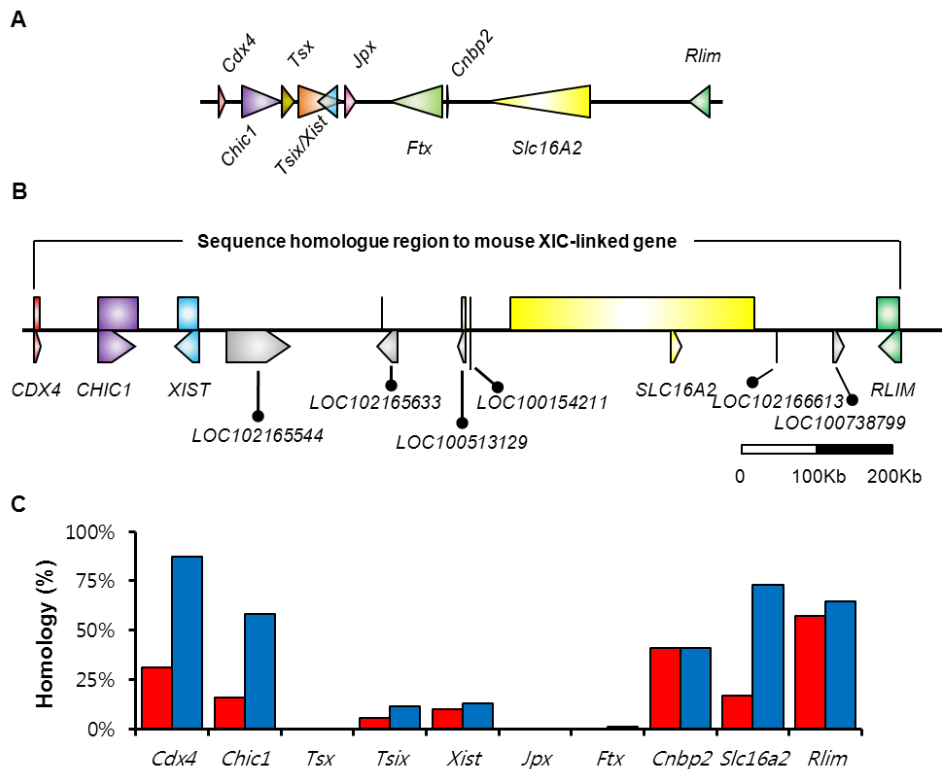 A
Cdx4
Tsx
Jpx
Cnbp2
Rlim
Chic1
Tsix/Xist
Ftx
Slc16A2
B
Sequence homologue region to mouse XIC-linked gene
CDX4
CHIC1
XIST
LOC102165544
LOC102165633
LOC100513129
LOC100154211
SLC16A2
LOC102166613
LOC100738799
RLIM
0 100Kb 200Kb
C
Homology (%)
100%
75%
50%
25%
0%
Cdx4 Chic1 Tsx Tsix Xist Jpx Ftx Cnbp2 Slc16a2 Rlim